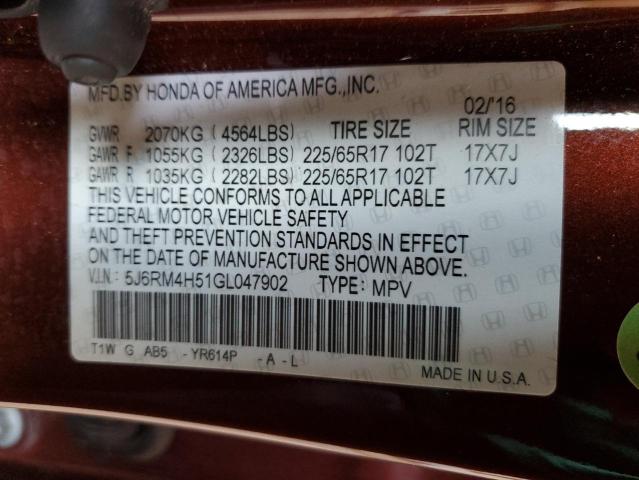 MFD.BY HONDA OF AMERICA MFG.,INC.
02/'16
GVWR 2070KG ( 4564LBS) TIRE SIZE RIM SIZE
GAWR F 1055KG ( 2326LBS) 225/65R17 102T 17X7J
GAWR R 1035KG ( 2282LBS) 225/65R17 102T 17X7J
THIS VEHICLE CONFORMS TO ALL APPLICABLE
FEDERAL MOTOR VEHICLE SAFETY
AND THEFT PREVENTION STANDARDS IN EFFECT
ON THE DATE OF MANUFACTURE SHOWN ABOVE.
V.I.N.: 5J6RM4H51GL047902 TYPE: MPV
T1W G AB5 - YR614P - A - L
MADE IN U.S.A.